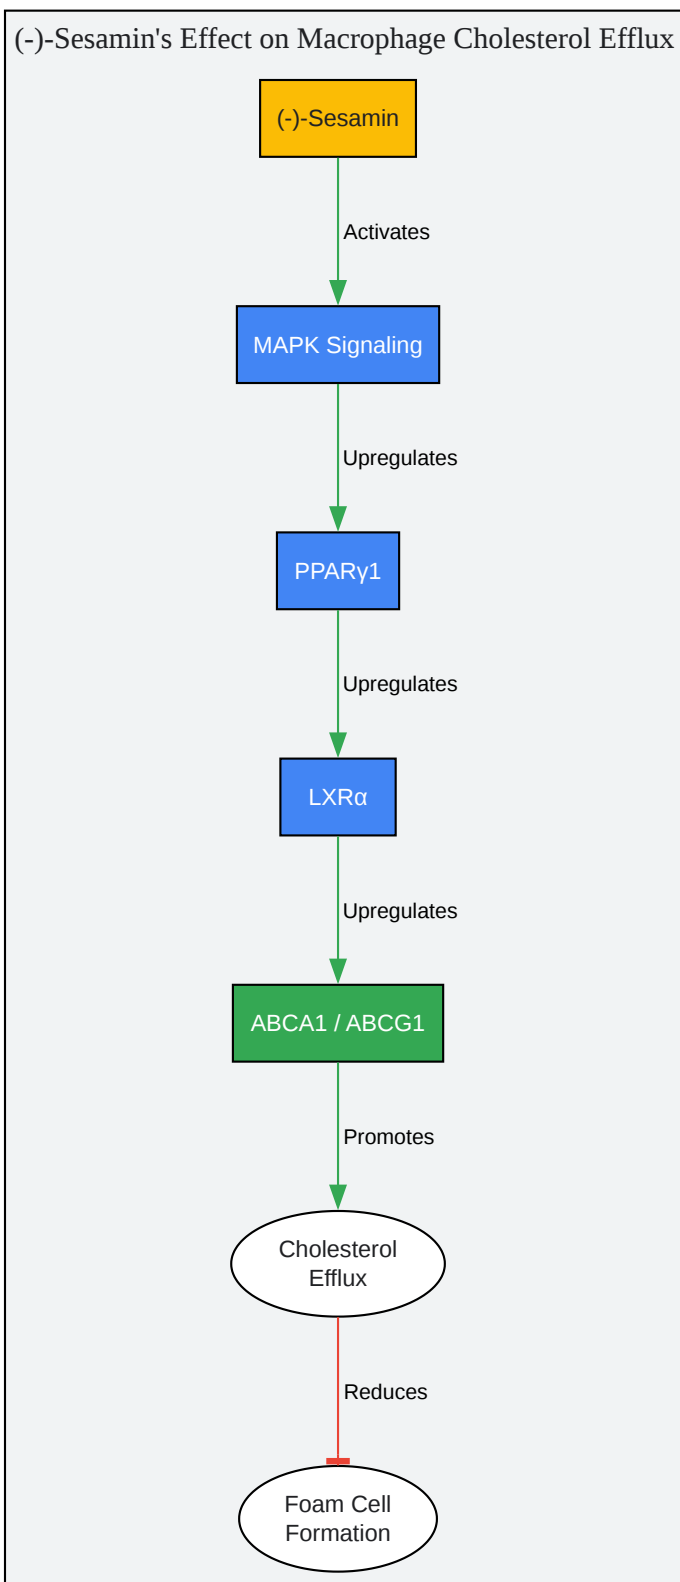 (-)-Sesamin's Effect on Macrophage Cholesterol Efflux
(-)-Sesamin
Activates
MAPK Signaling
Upregulates
PPARγ1
Upregulates
LXRα
Upregulates
ABCA1 / ABCG1
Promotes
Cholesterol
Efflux
Reduces
Foam Cell
Formation